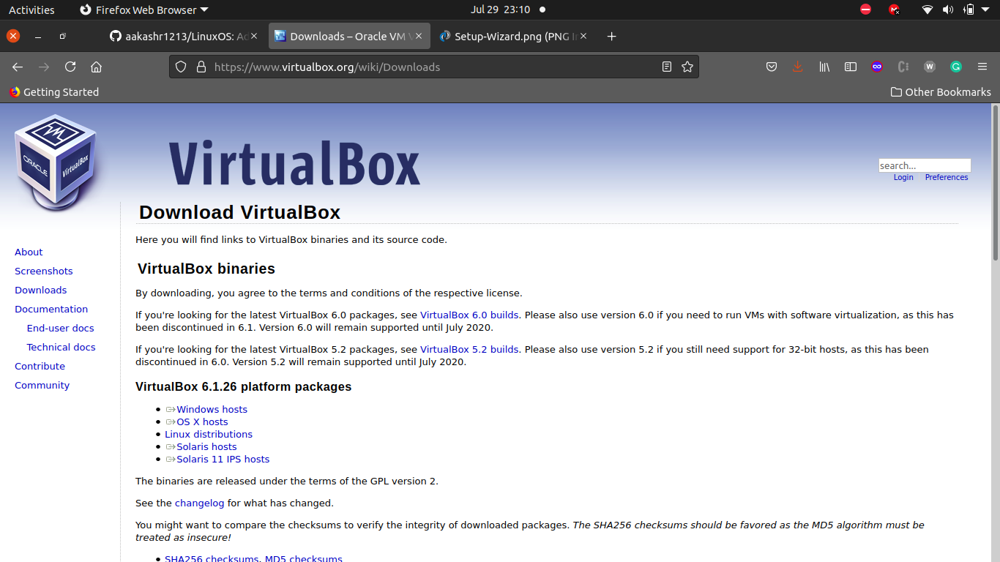 Activities Firefox Web Browser Jul 29 23:10
aakashr1213/LinuxOS: Ad Downloads – Oracle VM V Setup-Wizard.png (PNG I
https://www.virtualbox.org/wiki/Downloads
Getting Started Other Bookmarks
ORACLE VirtualBox
VirtualBox
search...
Login Preferences
Download VirtualBox
Here you will find links to VirtualBox binaries and its source code.
About
Screenshots
Downloads
Documentation
End-user docs
Technical docs
Contribute
Community
VirtualBox binaries
By downloading, you agree to the terms and conditions of the respective license.
If you're looking for the latest VirtualBox 6.0 packages, see VirtualBox 6.0 builds. Please also use version 6.0 if you need to run VMs with software virtualization, as this has
been discontinued in 6.1. Version 6.0 will remain supported until July 2020.
If you're looking for the latest VirtualBox 5.2 packages, see VirtualBox 5.2 builds. Please also use version 5.2 if you still need support for 32-bit hosts, as this has been
discontinued in 6.0. Version 5.2 will remain supported until July 2020.
VirtualBox 6.1.26 platform packages
• Windows hosts
• OS X hosts
• Linux distributions
• Solaris hosts
• Solaris 11 IPS hosts
The binaries are released under the terms of the GPL version 2.
See the changelog for what has changed.
You might want to compare the checksums to verify the integrity of downloaded packages. The SHA256 checksums should be favored as the MD5 algorithm must be
treated as insecure!
• SHA256 checksums, MD5 checksums